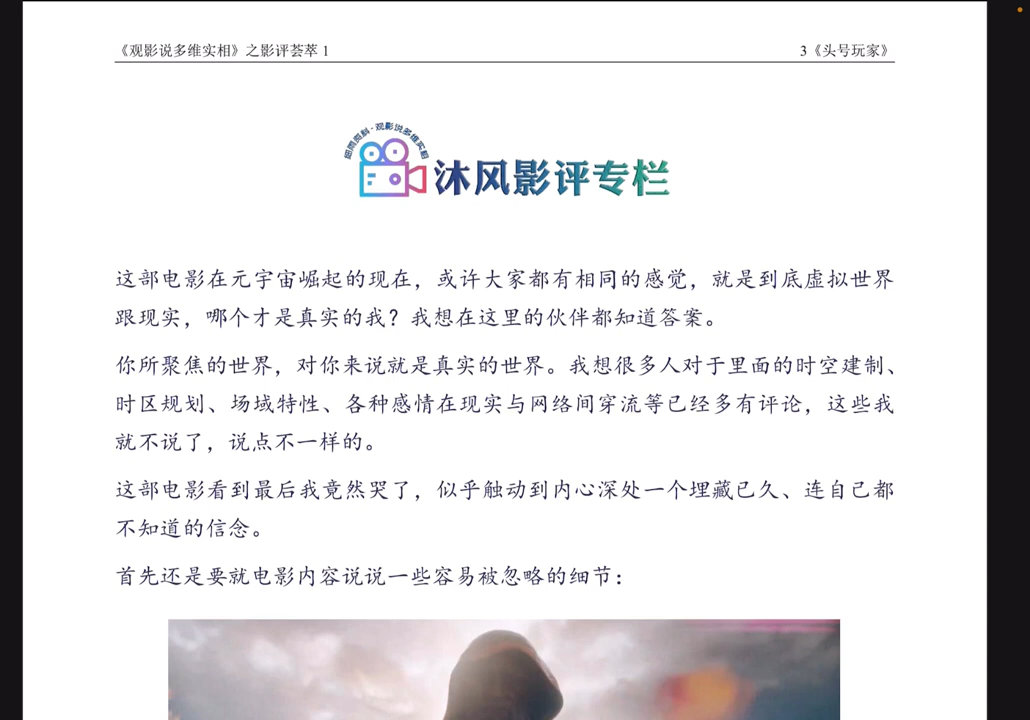 《观影说多维实相》之影评荟萃 1
3《头号玩家》
观影说多维实相
沐风影评专栏
这部电影在元宇宙崛起的现在，或许大家都有相同的感觉，就是到底虚拟世界
跟现实，哪个才是真实的我？我想在这里的伙伴都知道答案。
你所聚焦的世界，对你来说就是真实的世界。我想很多人对于里面的时空建制、
时区规划、场域特性、各种感情在现实与网络间穿流等已经多有评论，这些我
就不说了，说点不一样的。
这部电影看到最后我竟然哭了，似乎触动到内心深处一个埋藏已久、连自己都
不知道的信念。
首先还是要就电影内容说说一些容易被忽略的细节：